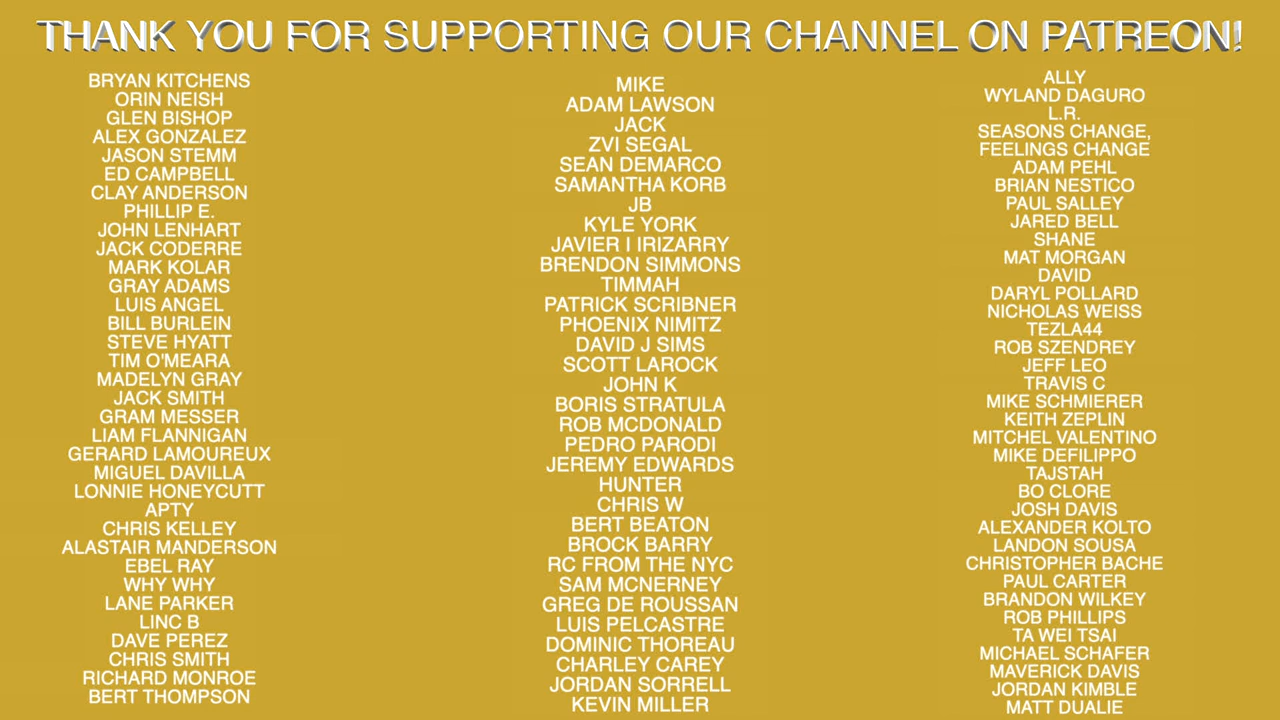 THANK YOU FOR SUPPORTING OUR CHANNEL ON PATREON!
BRYAN KITCHENS
ORIN NEISH
GLEN BISHOP
ALEX GONZALEZ
JASON STEMM
ED CAMPBELL
CLAY ANDERSON
PHILLIP E.
JOHN LENHART
JACK CODERRE
MARK KOLAR
GRAY ADAMS
LUIS ANGEL
BILL BURLEIN
STEVE HYATT
TIM O'MEARA
MADELYN GRAY
JACK SMITH
GRAM MESSER
LIAM FLANNIGAN
GERARD LAMOUREUX
MIGUEL DAVILLA
LONNIE HONEYCUTT
APTY
CHRIS KELLEY
ALASTAIR MANDERSON
EBEL RAY
WHY WHY
LANE PARKER
LINC B
DAVE PEREZ
CHRIS SMITH
RICHARD MONROE
BERT THOMPSON
MIKE
ADAM LAWSON
JACK
ZVI SEGAL
SEAN DEMARCO
SAMANTHA KORB
JB
KYLE YORK
JAVIER I IRIZARRY
BRENDON SIMMONS
TIMMAH
PATRICK SCRIBNER
PHOENIX NIMITZ
DAVID J SIMS
SCOTT LAROCK
JOHN K
BORIS STRATULA
ROB MCDONALD
PEDRO PARODI
JEREMY EDWARDS
HUNTER
CHRIS W
BERT BEATON
BROCK BARRY
RC FROM THE NYC
SAM MCNERNEY
GREG DE ROUSSAN
LUIS PELCASTRE
DOMINIC THOREAU
CHARLEY CAREY
JORDAN SORRELL
KEVIN MILLER
ALLY
WYLAND DAGURO
L.R.
SEASONS CHANGE,
FEELINGS CHANGE
ADAM PEHL
BRIAN NESTICO
PAUL SALLEY
JARED BELL
SHANE
MAT MORGAN
DAVID
DARYL POLLARD
NICHOLAS WEISS
TEZLA44
ROB SZENDREY
JEFF LEO
TRAVIS C
MIKE SCHMIERER
KEITH ZEPLIN
MITCHEL VALENTINO
MIKE DEFILIPPO
TAJSTAH
BO CLORE
JOSH DAVIS
ALEXANDER KOLTO
LANDON SOUSA
CHRISTOPHER BACHE
PAUL CARTER
BRANDON WILKEY
ROB PHILLIPS
TA WEI TSAI
MICHAEL SCHAFER
MAVERICK DAVIS
JORDAN KIMBLE
MATT DUALIE